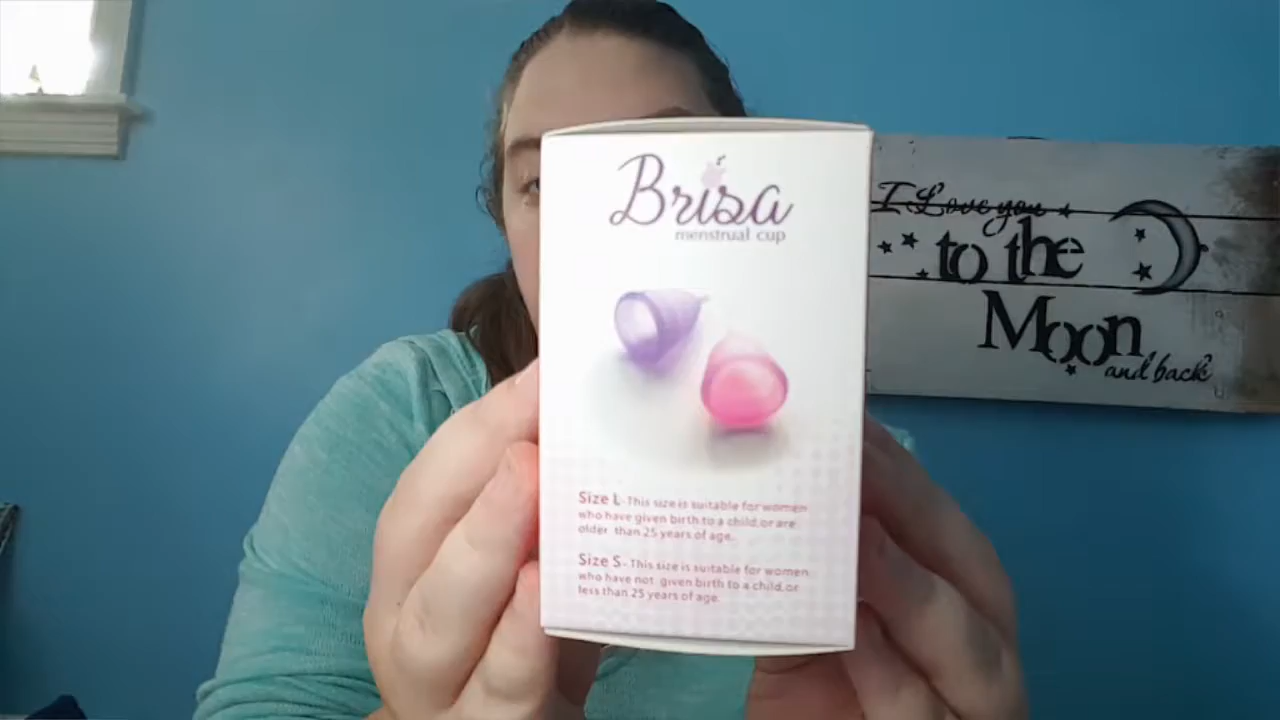 Brisa
menstrual cup
Size L-This size is suitable for women
who have given birth to a child,or are
older than 25 years of age.
Size S-This size is suitable for women
who have not given birth to a child,or
less than 25 years of age.
I Love you
to the
Moon
and back